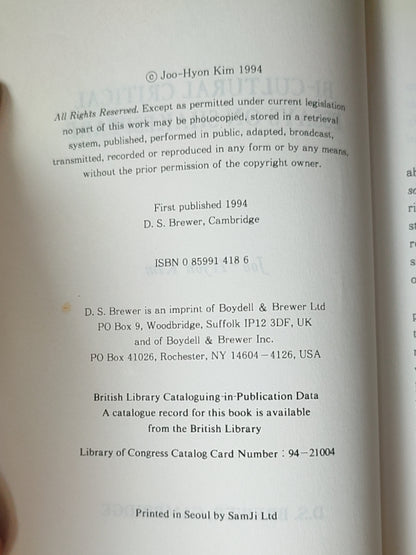 © Joo-Hyon Kim 1994
All Rights Reserved. Except as permitted under current legislation
no part of this work may be photocopied, stored in a retrieval
system, published, performed in public, adapted, broadcast,
transmitted, recorded or reproduced in any form or by any means,
without the prior permission of the copyright owner.
First published 1994
D. S. Brewer, Cambridge
ISBN 0 85991 418 6
D. S. Brewer is an imprint of Boydell & Brewer Ltd
PO Box 9, Woodbridge, Suffolk IP12 3DF, UK
and of Boydell & Brewer Inc.
PO Box 41026, Rochester, NY 14604-4126, USA
British Library Cataloguing-in-Publication Data
A catalogue record for this book is available
from the British Library
Library of Congress Catalog Card Number : 94-21004
Printed in Seoul by SamJi Ltd